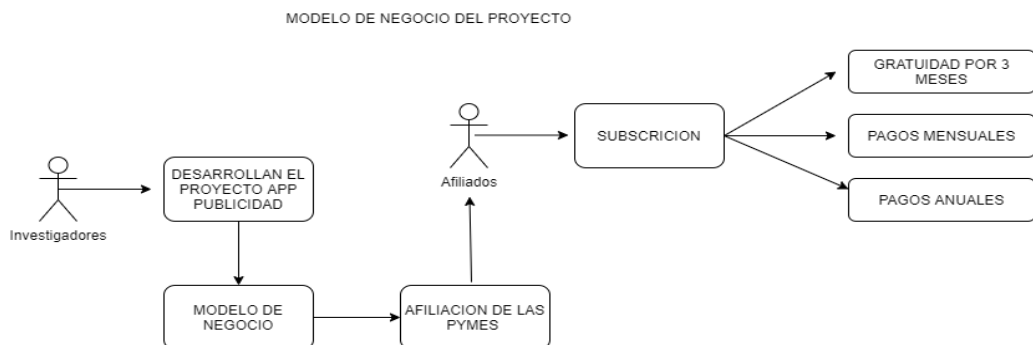 MODELO DE NEGOCIO DEL PROYECTO
GRATUIDAD POR 3
MESES
SUBSCRICION
PAGOS MENSUALES
Afiliados
DESARROLLAN EL
PROYECTO APP
PUBLICIDAD
PAGOS ANUALES
Investigadores
MODELO DE
NEGOCIO
AFILIACION DE LAS
PYMES